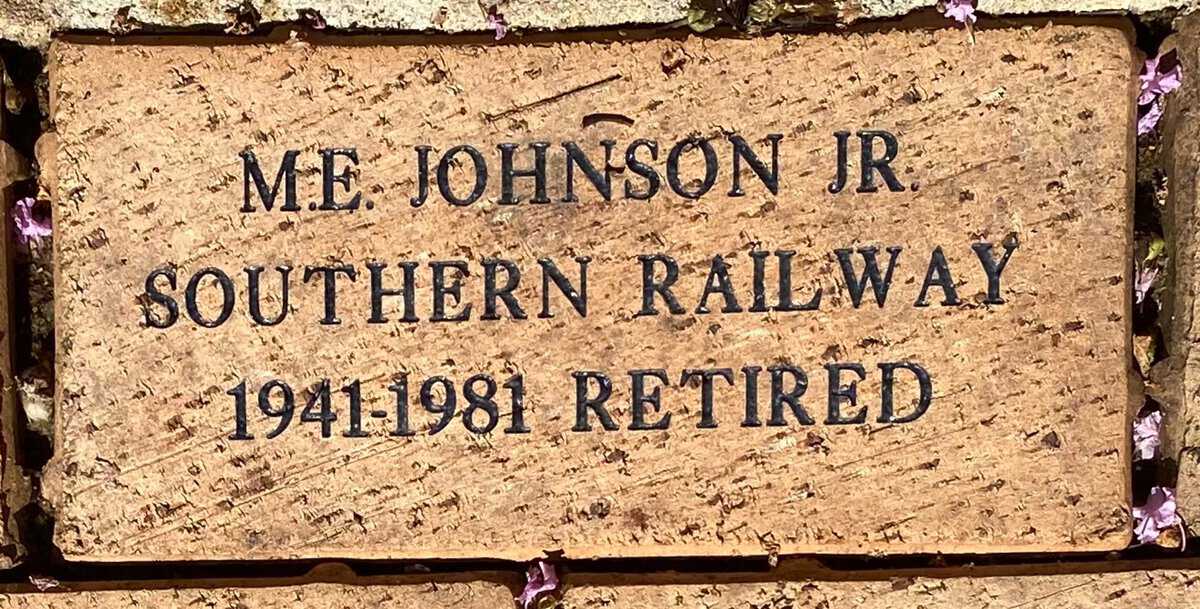 M.E. JOHNSON JR.
SOUTHERN RAILWAY
1941-1981 RETIRED